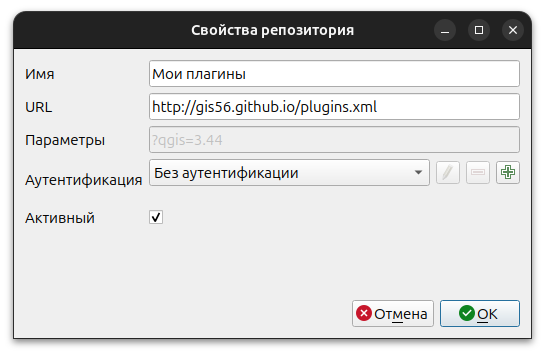 Свойства репозитория
Имя Мои плагины
URL http://gis56.github.io/plugins.xml
Параметры ?qgis=3.44
Аутентификация Без аутентификации
Активный
Отмена OK